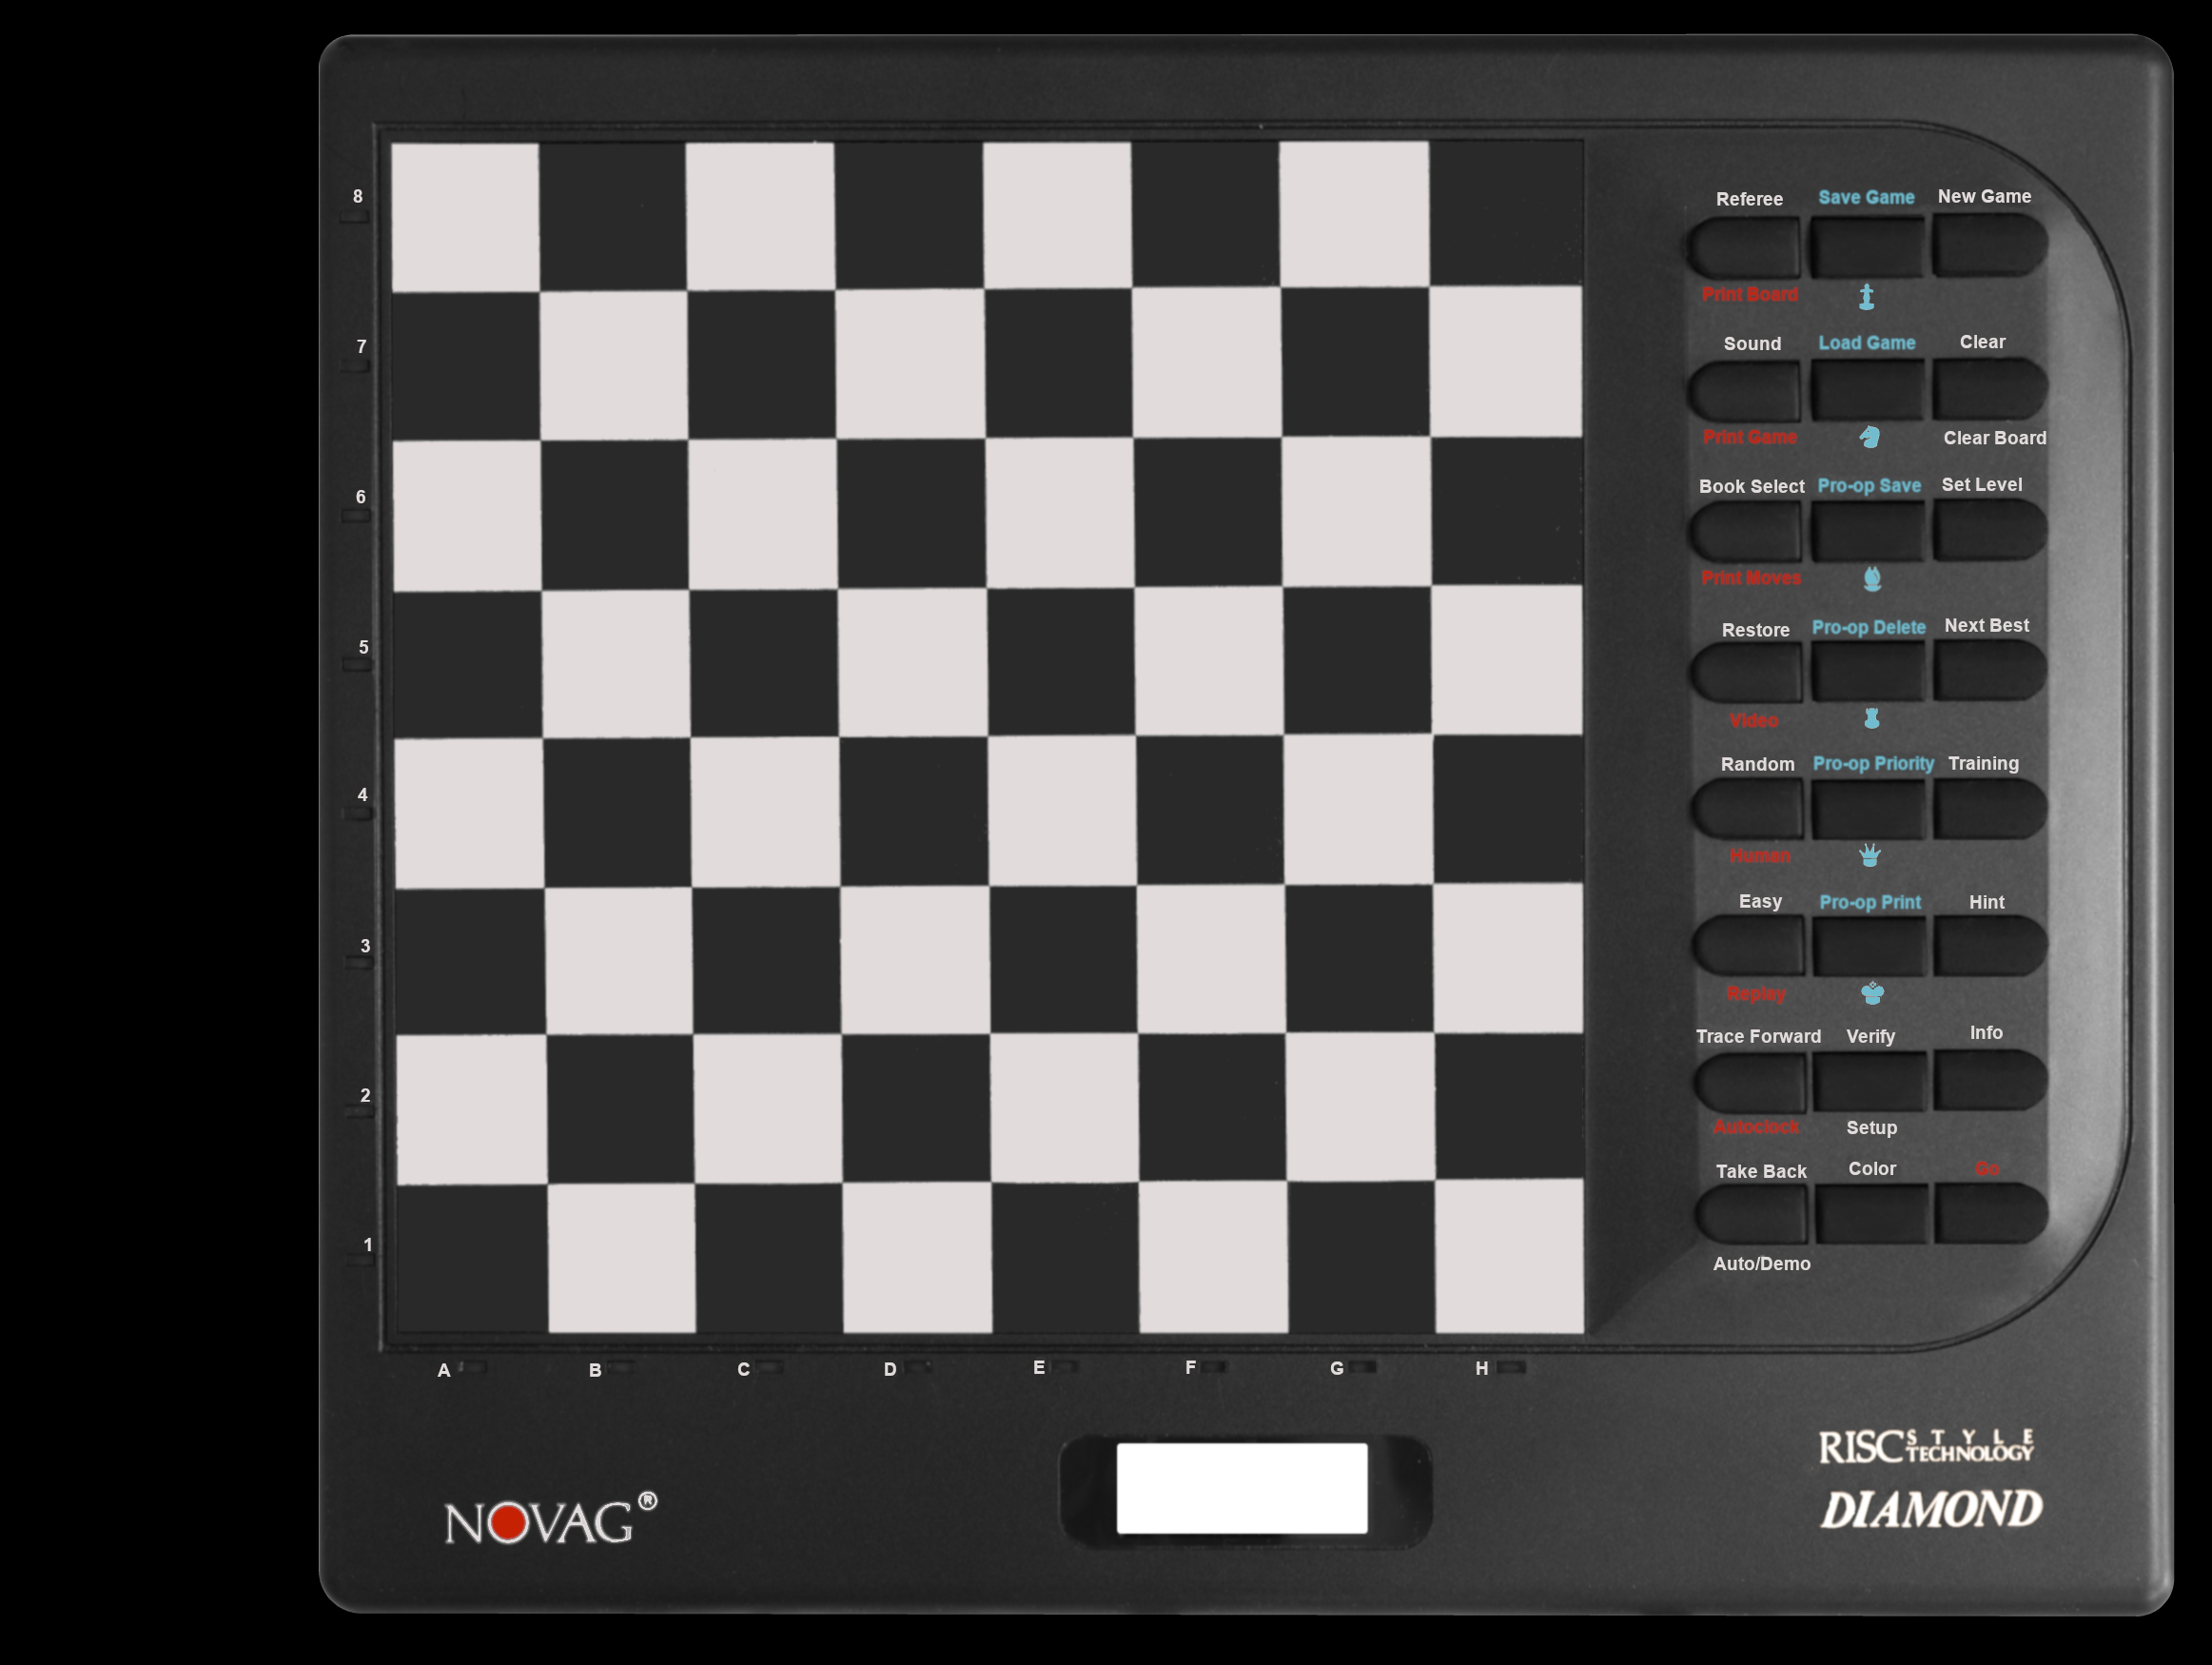 8
7
6
5
4
3
2
1
A B C D E F G H
Referee Save Game New Game
Print Board
Sound Load Game Clear
Print Game Clear Board
Book Select Pro-op Save Set Level
Print Moves
Restore Pro-op Delete Next Best
Video
Random Pro-op Priority Training
Human
Easy Pro-op Print Hint
Replay
Trace Forward Verify Info
Autoclock Setup
Take Back Color Go
Auto/Demo
NOVAG®
RISC STYLE
TECHNOLOGY
DIAMOND